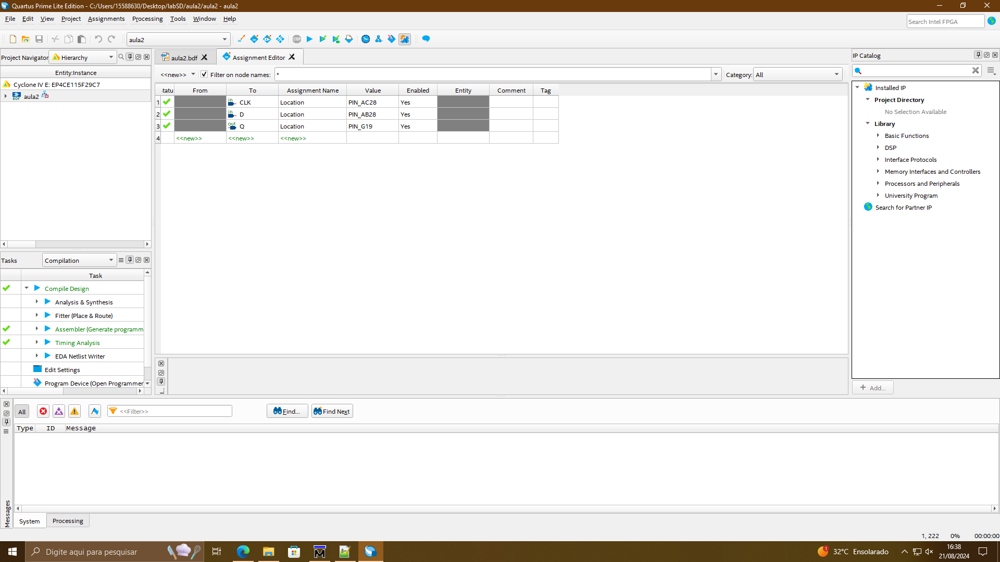 Quartus Prime Lite Edition - C:/Users/15588630/Desktop/labSD/aula2/aula2 - aula2
File Edit View Project Assignments Processing Tools Window Help
Search Intel FPGA
aula2
Project Navigator Hierarchy
Entity:Instance
Cyclone IV E: EP4CE115F29C7
aula2
aula2.bdf Assignment Editor
<<new>> Filter on node names: * Category: All
tatu From To Assignment Name Value Enabled Entity Comment Tag
1 in CLK Location PIN_AC28 Yes
2 in D Location PIN_AB28 Yes
3 out Q Location PIN_G19 Yes
4 <<new>> <<new>> <<new>>
IP Catalog
Installed IP
Project Directory
No Selection Available
Library
Basic Functions
DSP
Interface Protocols
Memory Interfaces and Controllers
Processors and Peripherals
University Program
Search for Partner IP
+ Add...
Tasks Compilation
Task
Compile Design
Analysis & Synthesis
Fitter (Place & Route)
Assembler (Generate programm
Timing Analysis
EDA Netlist Writer
Edit Settings
Program Device (Open Programmer
All <<Filter>> Find... Find Next
Type ID Message
Messages
System Processing
1, 222 0% 00:00:00
Digite aqui para pesquisar
1 32°C Ensolarado
16:38
21/08/2024